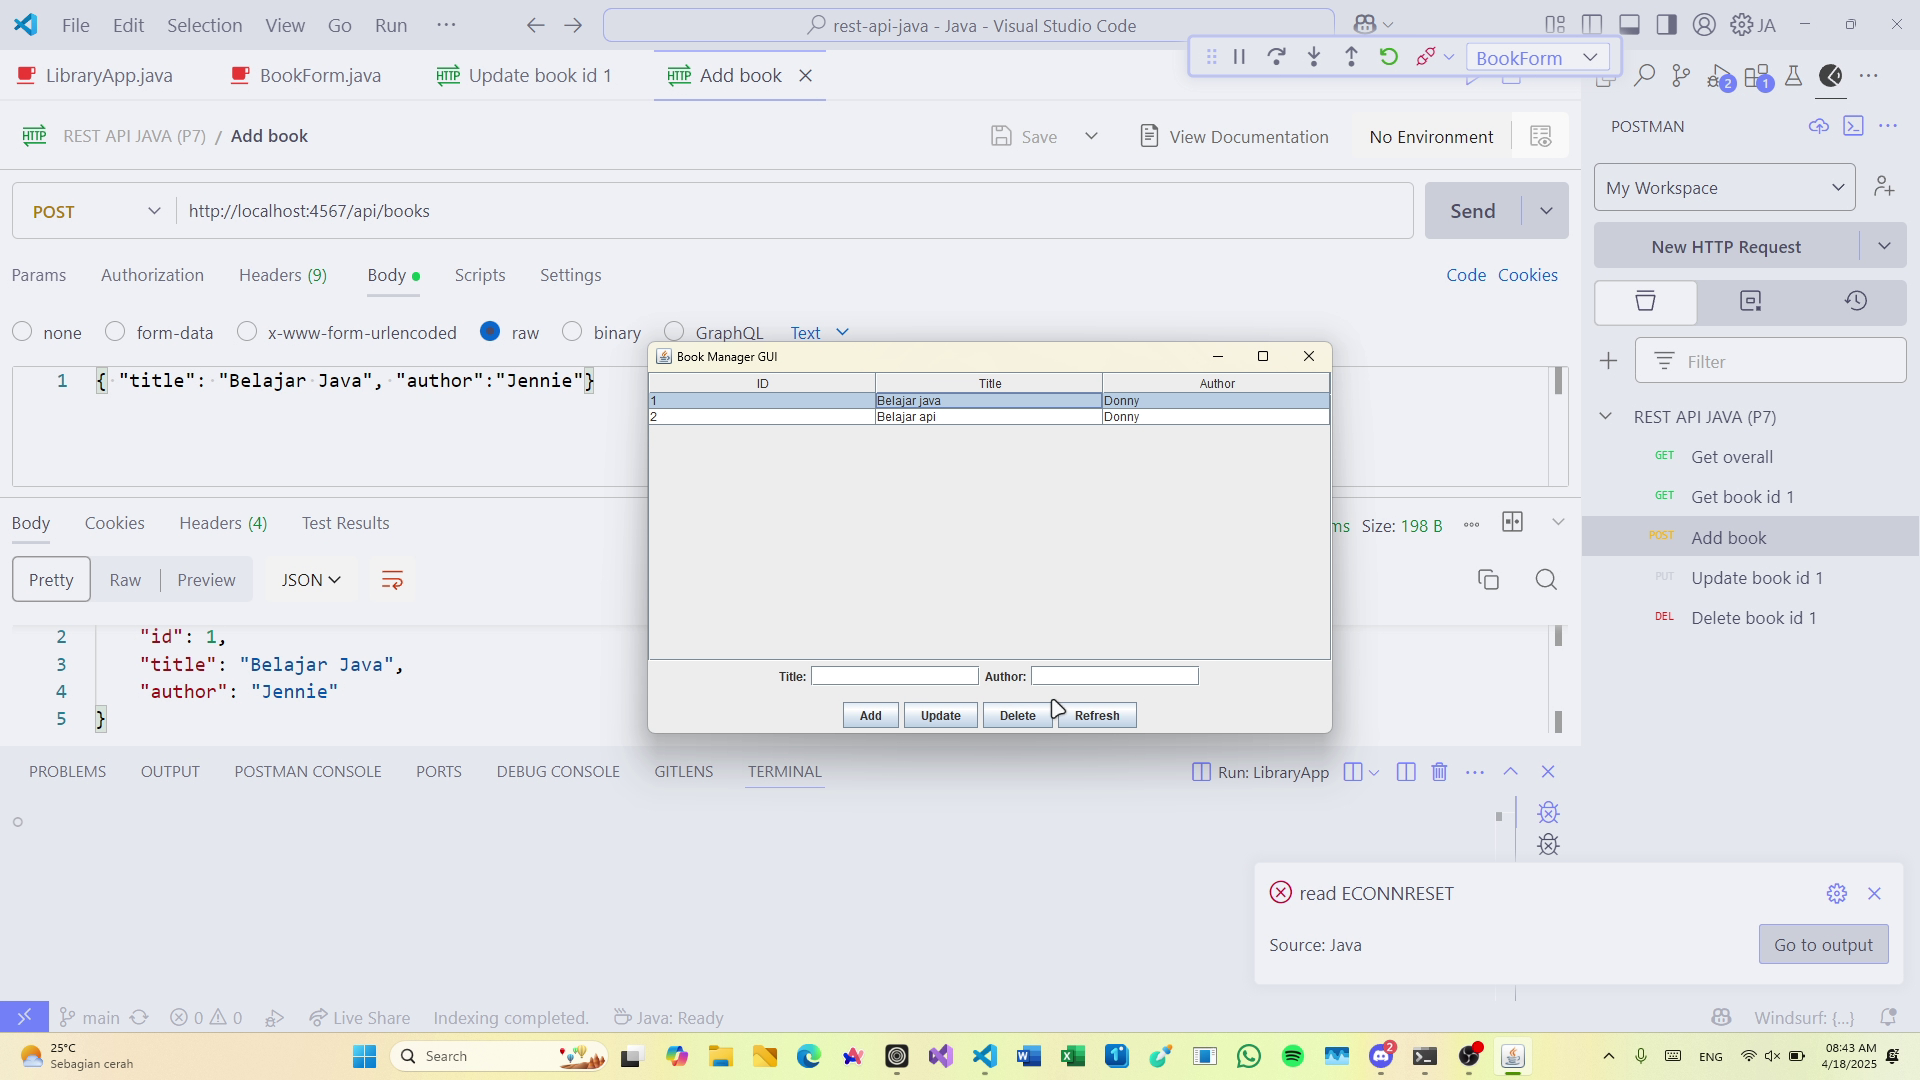 File Edit Selection View Go Run ···
rest-api-java - Java - Visual Studio Code
JA
LibraryApp.java
BookForm.java
HTTP Update book id 1
HTTP Add book
BookForm
2
1
HTTP REST API JAVA (P7) / Add book
Save
View Documentation
No Environment
POSTMAN
My Workspace
POST
http://localhost:4567/api/books
Send
New HTTP Request
Params Authorization Headers (9) Body Scripts Settings
Code Cookies
none form-data x-www-form-urlencoded raw binary GraphQL Text
Filter
1 { "title": "Belajar Java", "author":"Jennie"}
Book Manager GUI
ID Title Author
1 Belajar java Donny
2 Belajar api Donny
Title:
Author:
Add Update Delete Refresh
REST API JAVA (P7)
GET Get overall
GET Get book id 1
POST Add book
PUT Update book id 1
DEL Delete book id 1
Body Cookies Headers (4) Test Results
ms Size: 198 B
Pretty Raw Preview JSON
2 "id": 1,
3 "title": "Belajar Java",
4 "author": "Jennie"
5 }
PROBLEMS OUTPUT POSTMAN CONSOLE PORTS DEBUG CONSOLE GITLENS TERMINAL
Run: LibraryApp
read ECONNRESET
Source: Java
Go to output
main 0 0 Live Share Indexing completed. Java: Ready
Windsurf: {...}
25°C
Sebagian cerah
Search
2
ENG
08:43 AM
4/18/2025